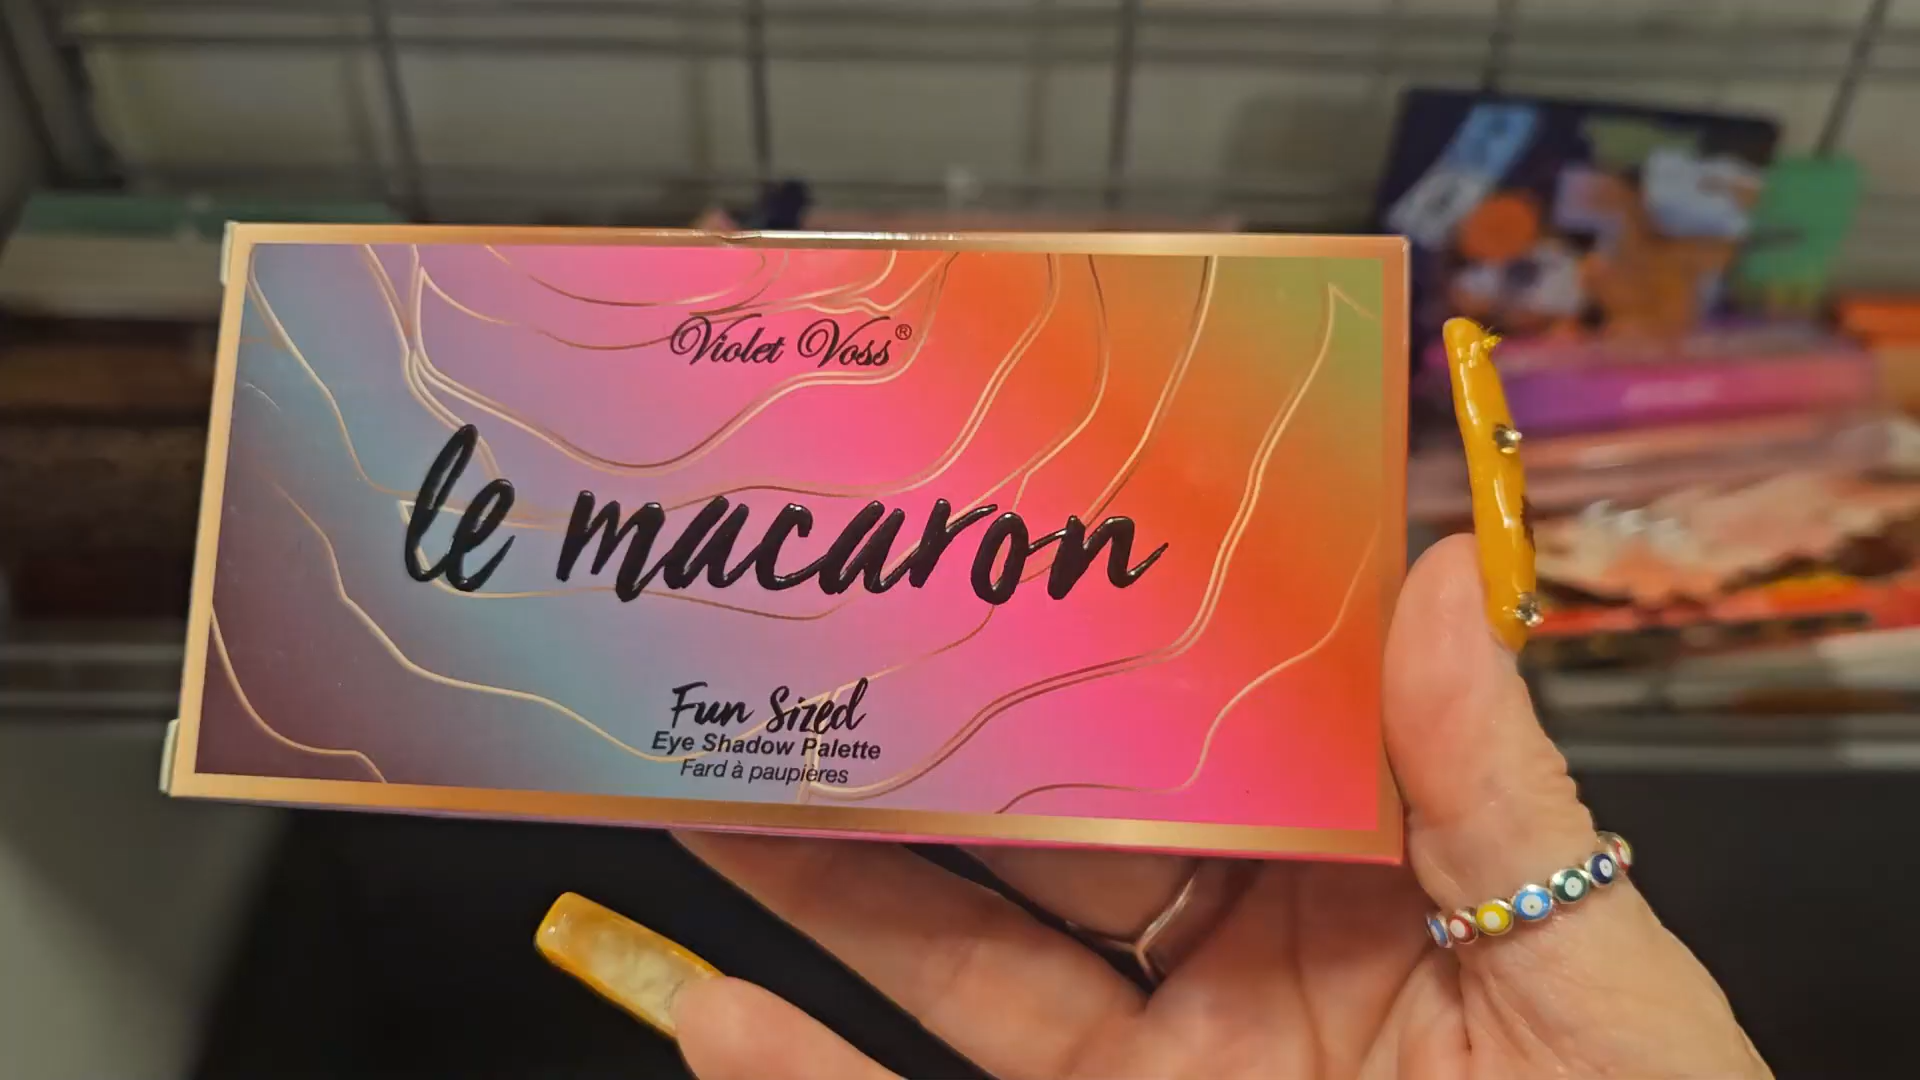 Violet Voss®
le macaron
Fun Sized
Eye Shadow Palette
Fard à paupières